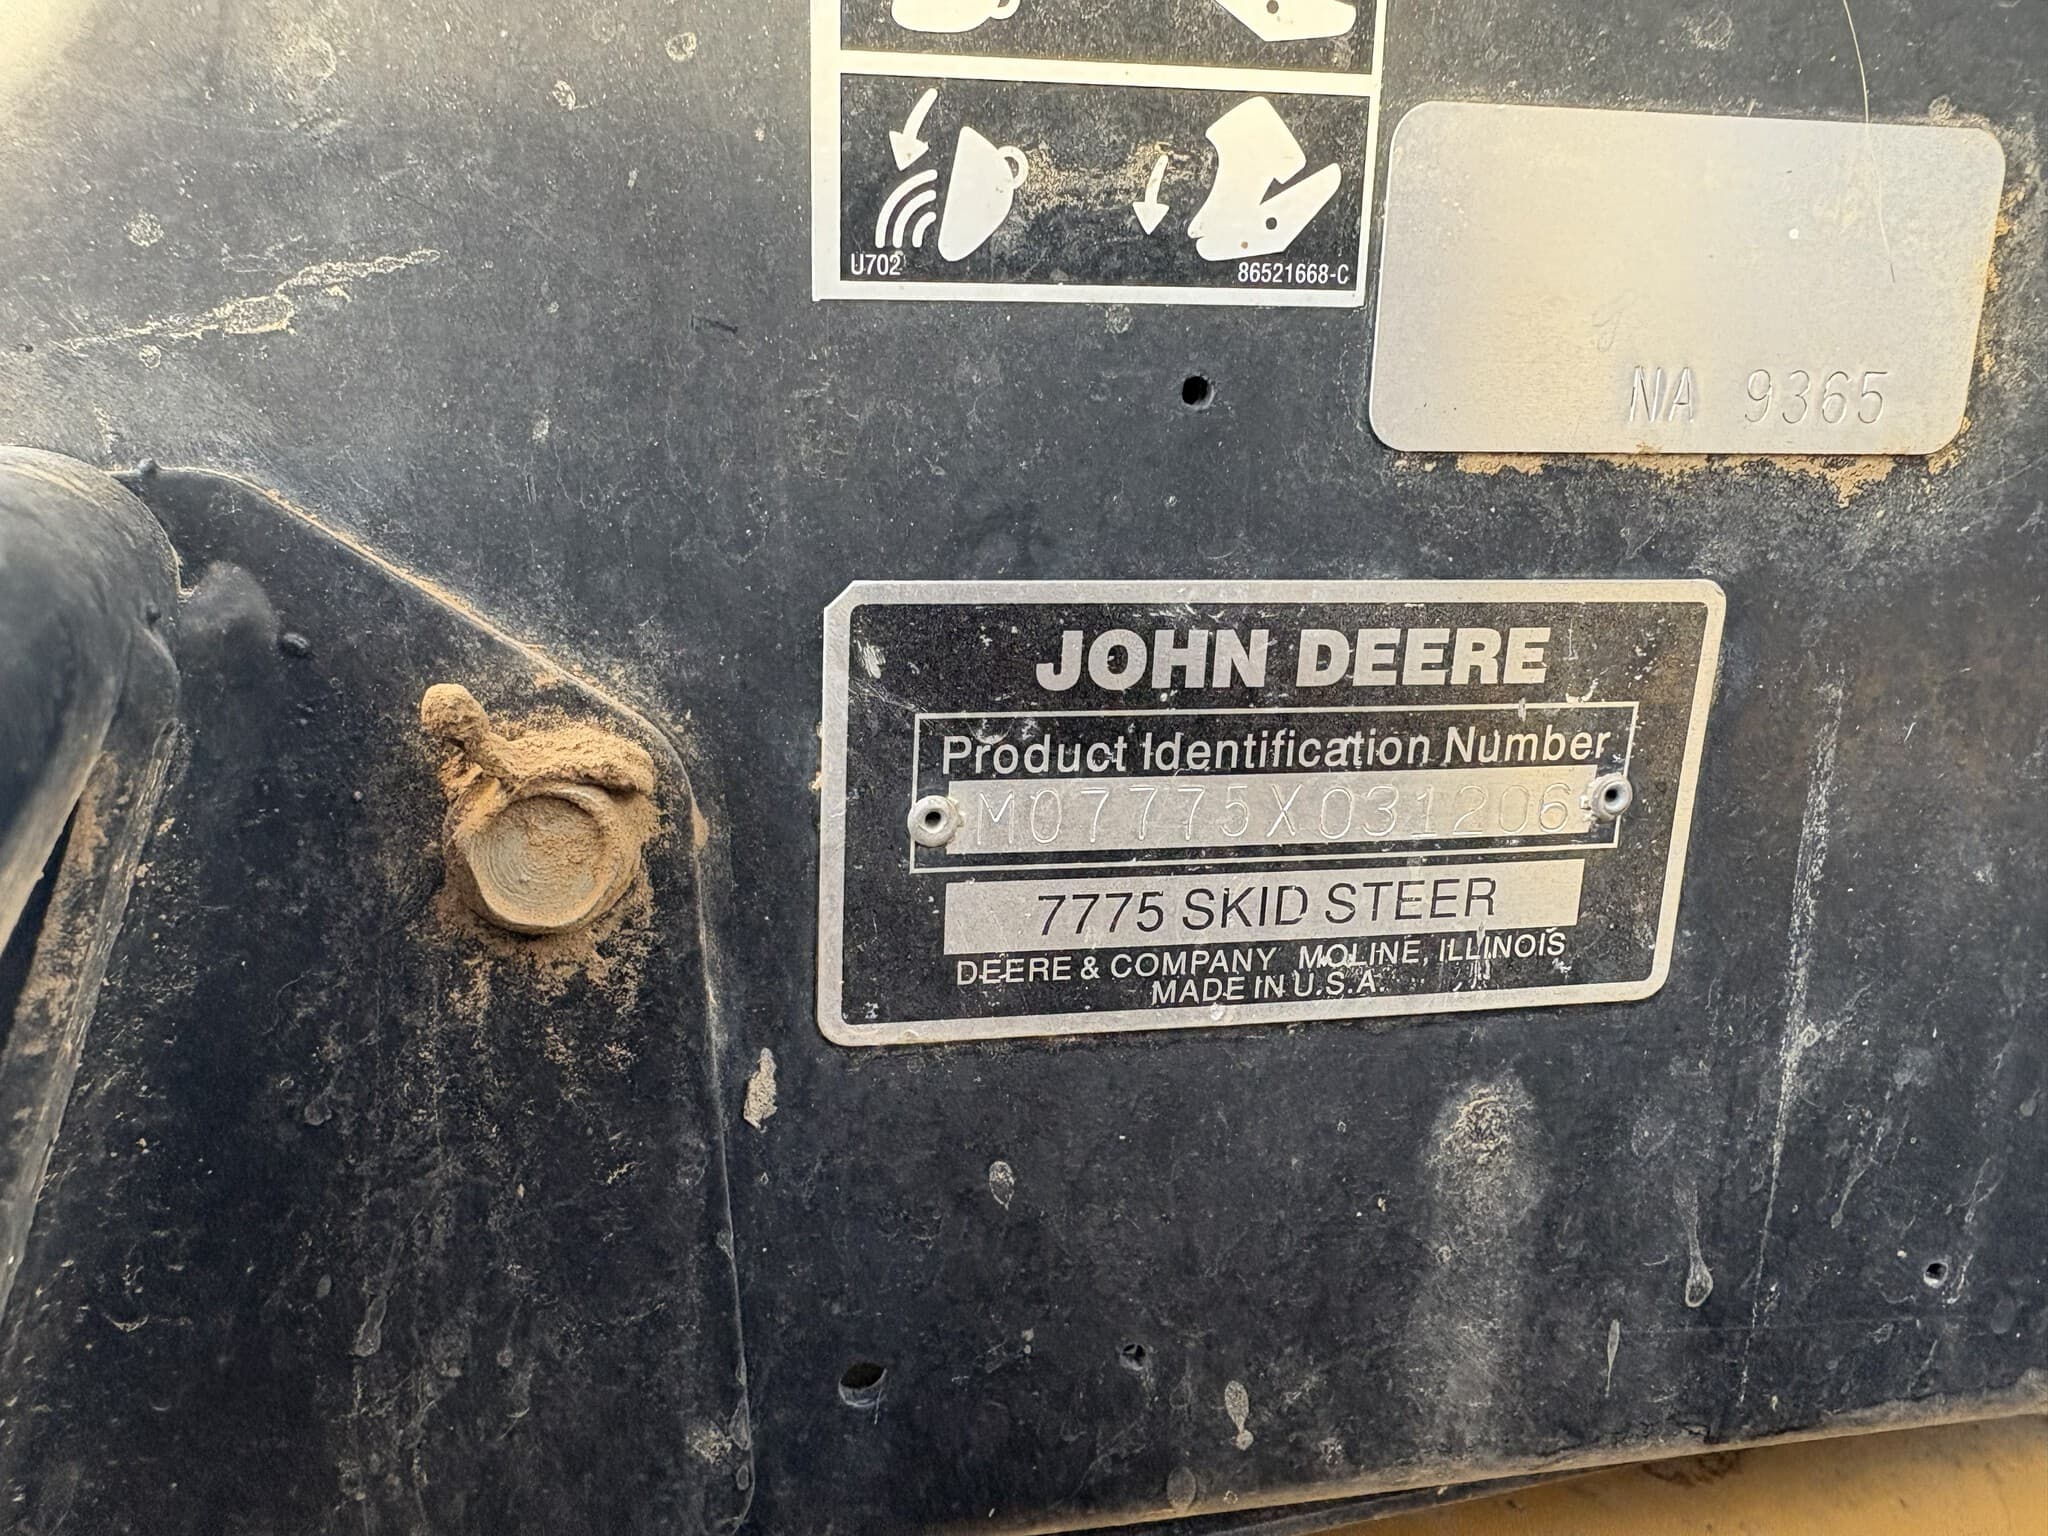 U702
86521668-C
NA 9365
JOHN DEERE
Product Identification Number
M07775X031206
7775 SKID STEER
DEERE & COMPANY MOLINE, ILLINOIS
MADE IN U.S.A.